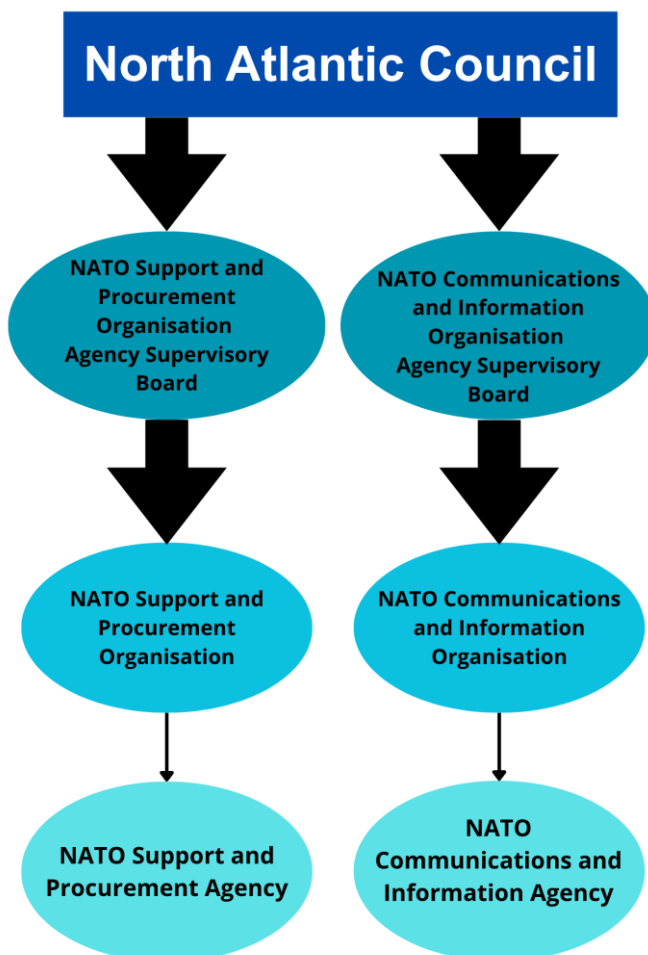 North Atlantic Council
NATO Support and
Procurement
Organisation
Agency Supervisory
Board
NATO Communications
and Information
Organisation
Agency Supervisory
Board
NATO Support and
Procurement
Organisation
NATO Communications
and Information
Organisation
NATO Support and
Procurement Agency
NATO
Communications and
Information Agency